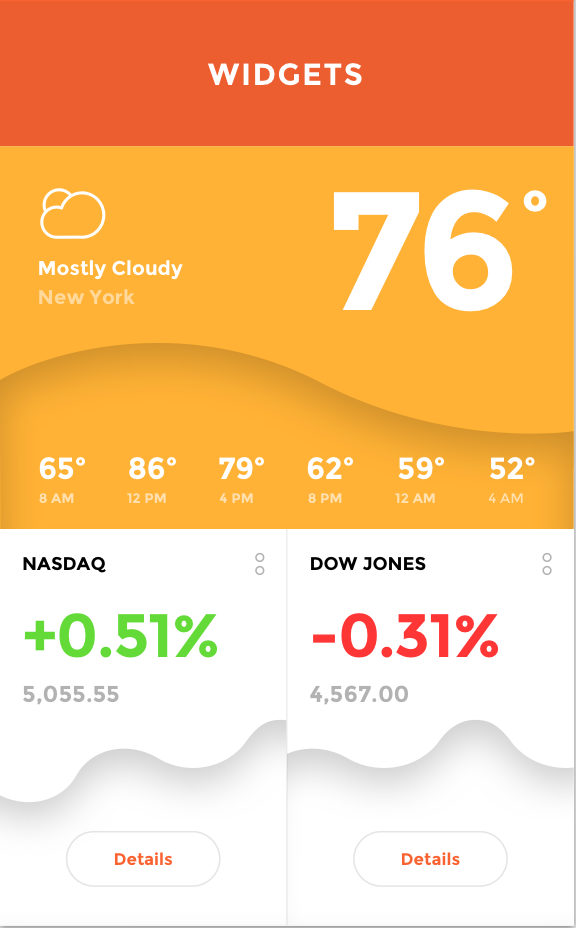 WIDGETS
76°
Mostly Cloudy
New York
65° 86° 79° 62° 59° 52°
8 AM 12 PM 4 PM 8 PM 12 AM 4 AM
NASDAQ
+0.51%
5,055.55
Details
DOW JONES
-0.31%
4,567.00
Details